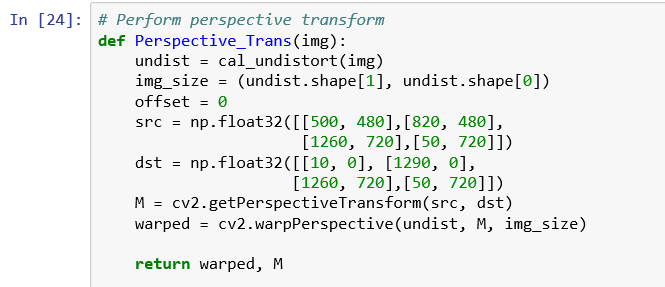 In [24]: # Perform perspective transform
def Perspective_Trans(img):
    undist = cal_undistort(img)
    img_size = (undist.shape[1], undist.shape[0])
    offset = 0
    src = np.float32([[500, 480],[820, 480],
                      [1260, 720],[50, 720]])
    dst = np.float32([[10, 0], [1290, 0],
                     [1260, 720],[50, 720]])
    M = cv2.getPerspectiveTransform(src, dst)
    warped = cv2.warpPerspective(undist, M, img_size)
    return warped, M